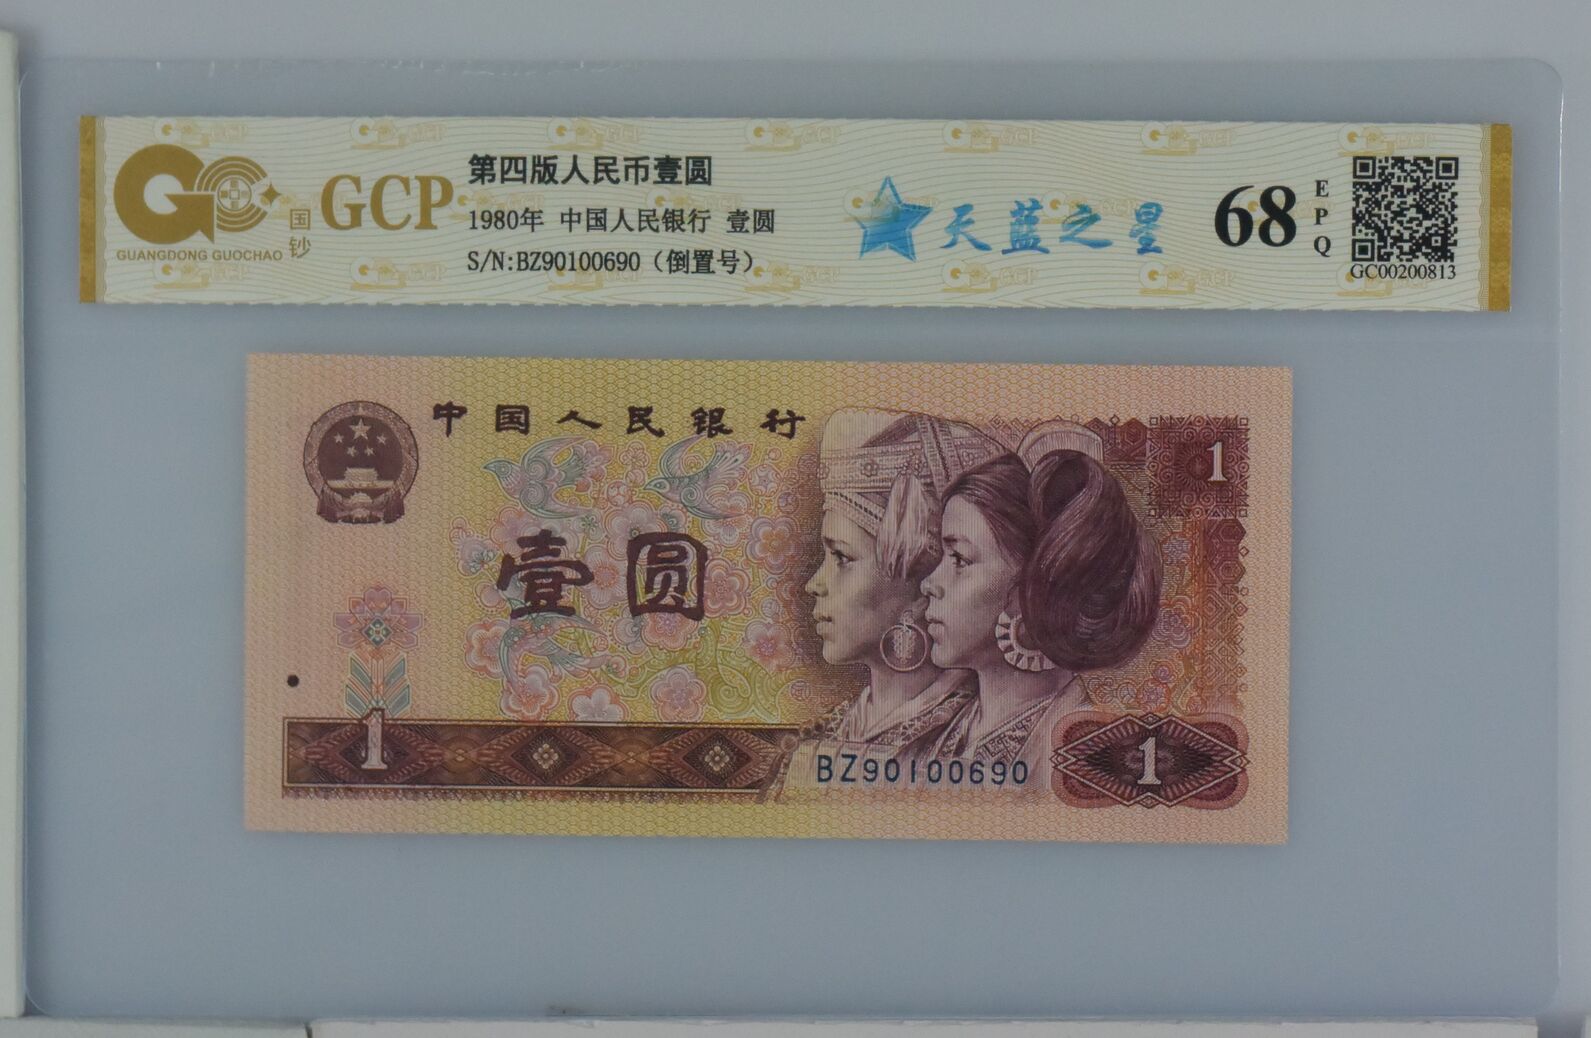 GCP
国钞
GUANGDONG GUOCHAO
第四版人民币壹圆
1980年 中国人民银行 壹圆
S/N:BZ90100690（倒置号）
天蓝之星
68
EPQ
GC00200813
中国人民银行
1
壹圆
1
BZ90100690
1